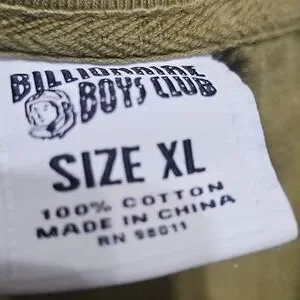 BILLIONAIRE
BOYS CLUB
SIZE XL
100% COTTON
MADE IN CHINA
RN 98011